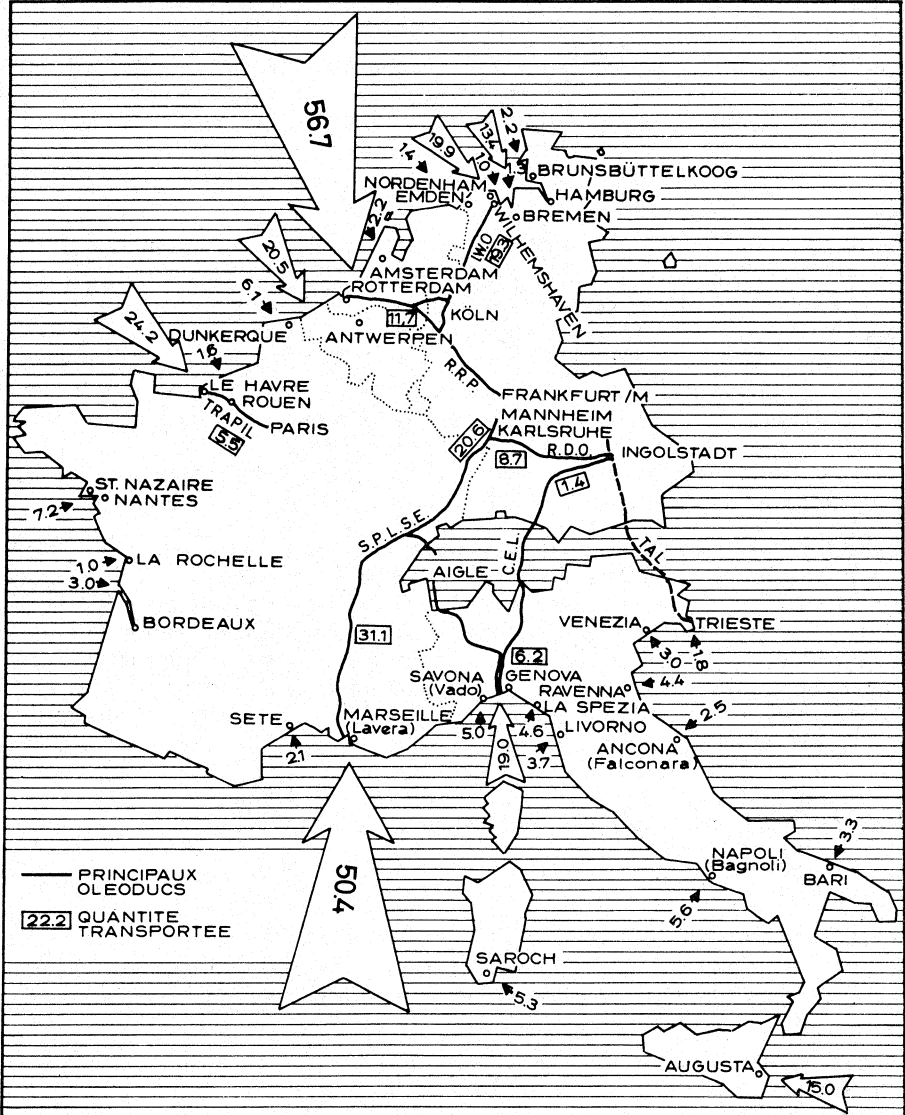 56.7
2.2
13.4
19.9
1.4
1.0
1.3
BRUNSBÜTTELKOOG
NORDENHAM
HAMBURG
EMDEN
BREMEN
WILHEMSHAVEN
I.W.O
19.3
2.2
20.5
AMSTERDAM
ROTTERDAM
6.1
KÖLN
11,7
24.2
DUNKERQUE
ANTWERPEN
1.6
R.R.P
LE HAVRE
ROUEN
FRANKFURT/M
TRAPIL
PARIS
5.5
MANNHEIM
KARLSRUHE
20.6
R.D.O.
INGOLSTADT
8.7
1.4
ST. NAZAIRE
NANTES
7.2
S.P.L.S.E.
C.E.L.
TAL
1.0
LA ROCHELLE
3.0
AIGLE
BORDEAUX
31.1
VENEZIA
TRIESTE
6.2
3.0
1.8
SAVONA
(Vado)
GENOVA
RAVENNA
4.4
LA SPEZIA
SETE
MARSEILLE
(Lavera)
5.0
4.6
LIVORNO
2.5
2.1
19.0
3.7
ANCONA
(Falconara)
50.4
3.3
NAPOLI
(Bagnoli)
BARI
5.6
PRINCIPAUX
OLEODUCS
22.2
QUANTITE
TRANSPORTEE
SAROCH
5.3
AUGUSTA
15.0